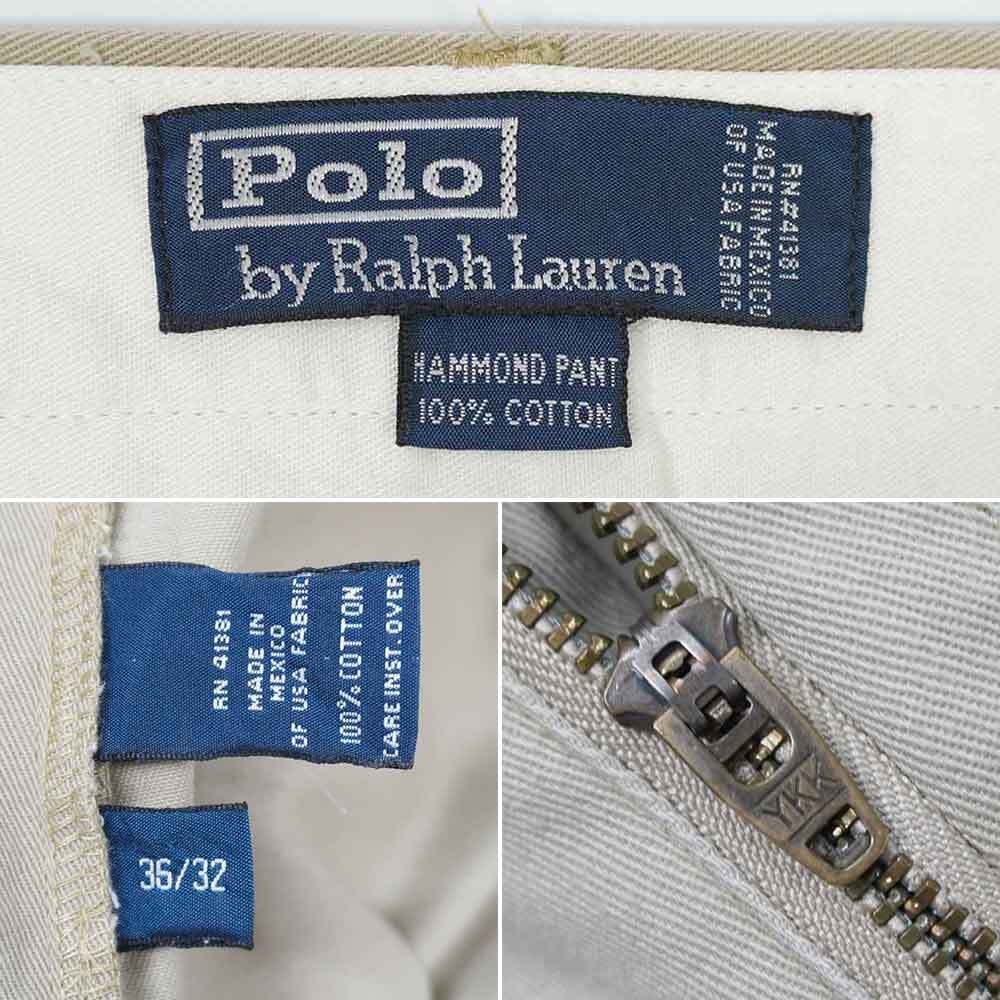 Polo
by Ralph Lauren
RN#41381
MADE IN MEXICO
OF USA FABRIC
HAMMOND PANT
100% COTTON
RN 41381
MADE IN
MEXICO
OF USA FABRIC
100% COTTON
CARE INST. OVER
36/32
YKK